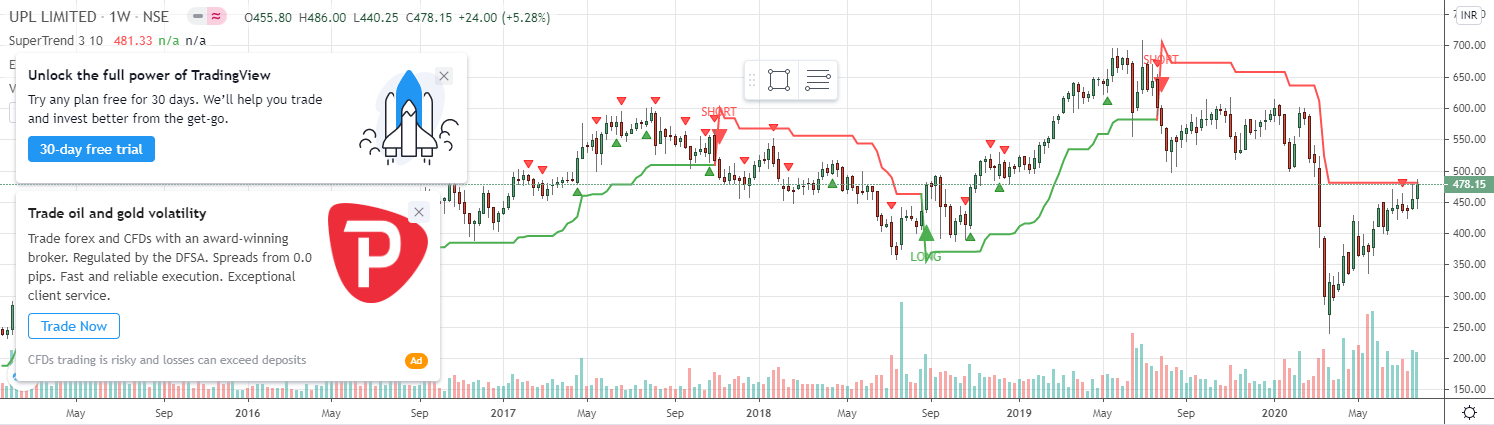 UPL LIMITED · 1W · NSE O455.80 H486.00 L440.25 C478.15 +24.00 (+5.28%)
SuperTrend 3 10 481.33 n/a n/a
INR
Unlock the full power of TradingView
Try any plan free for 30 days. We'll help you trade
and invest better from the get-go.
30-day free trial
Trade oil and gold volatility
Trade forex and CFDs with an award-winning
broker. Regulated by the DFSA. Spreads from 0.0
pips. Fast and reliable execution. Exceptional
client service.
Trade Now
CFDs trading is risky and losses can exceed deposits
Ad
P
SHORT
LONG
SHORT
700.00
650.00
600.00
550.00
500.00
478.15
450.00
400.00
350.00
300.00
250.00
200.00
150.00
May Sep 2016 May Sep 2017 May Sep 2018 May Sep 2019 May Sep 2020 May